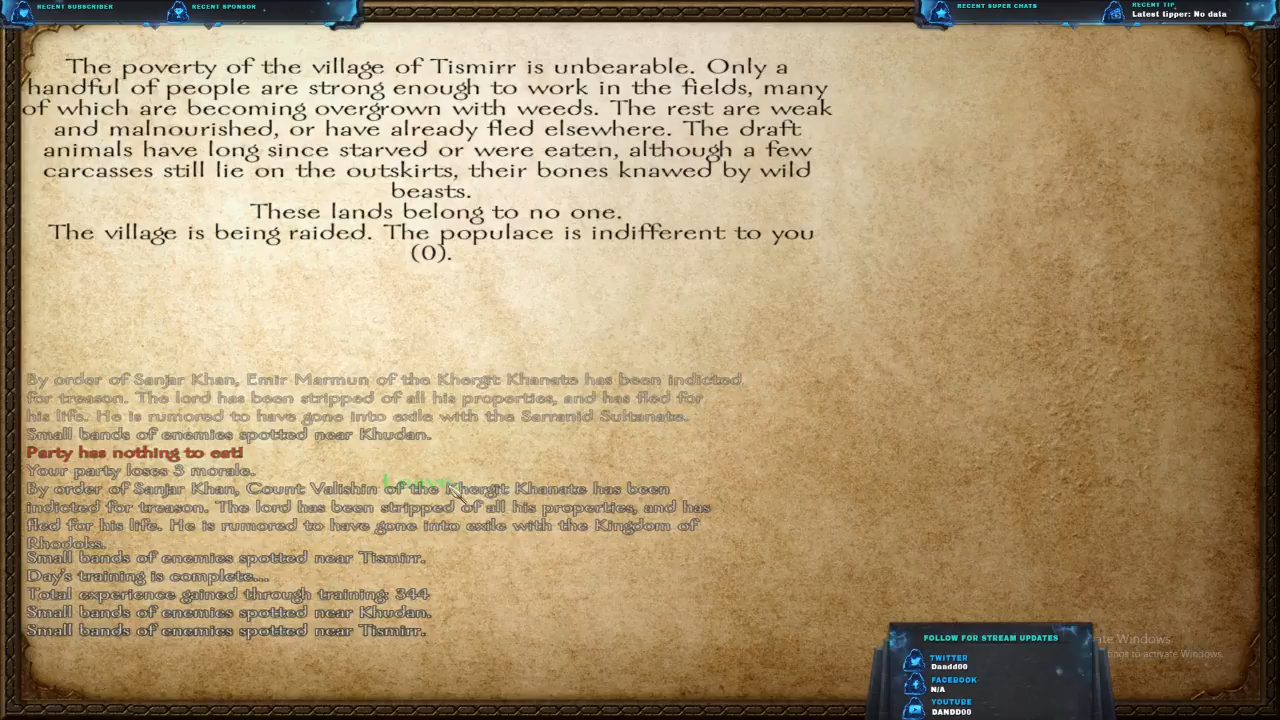 RECENT SUBSCRIBER
RECENT SPONSOR
RECENT SUPER CHATS
RECENT TIP
Latest tipper: No data
The poverty of the village of Tismirr is unbearable. Only a
handful of people are strong enough to work in the fields, many
of which are becoming overgrown with weeds. The rest are weak
and malnourished, or have already fled elsewhere. The draft
animals have long since starved or were eaten, although a few
carcasses still lie on the outskirts, their bones knawed by wild
beasts.
These lands belong to no one.
The village is being raided. The populace is indifferent to you
(0).
By order of Sanjar Khan, Emir Marmun of the Khergit Khanate has been indicted
for treason. The lord has been stripped of all his properties, and has fled for
his life. He is rumored to have gone into exile with the Sarranid Sultanate.
Small bands of enemies spotted near Khudan.
Party has nothing to eat!
Your party loses 3 morale.
By order of Sanjar Khan, Count Valishin of the Khergit Khanate has been
indicted for treason. The lord has been stripped of all his properties, and has
fled for his life. He is rumored to have gone into exile with the Kingdom of
Rhodoks.
Small bands of enemies spotted near Tismirr.
Day's training is complete...
Total experience gained through training: 344
Small bands of enemies spotted near Khudan.
Small bands of enemies spotted near Tismirr.
FOLLOW FOR STREAM UPDATES
TWITTER
Dandd00
FACEBOOK
N/A
YOUTUBE
DANDD00
Windows
to activate Windows.